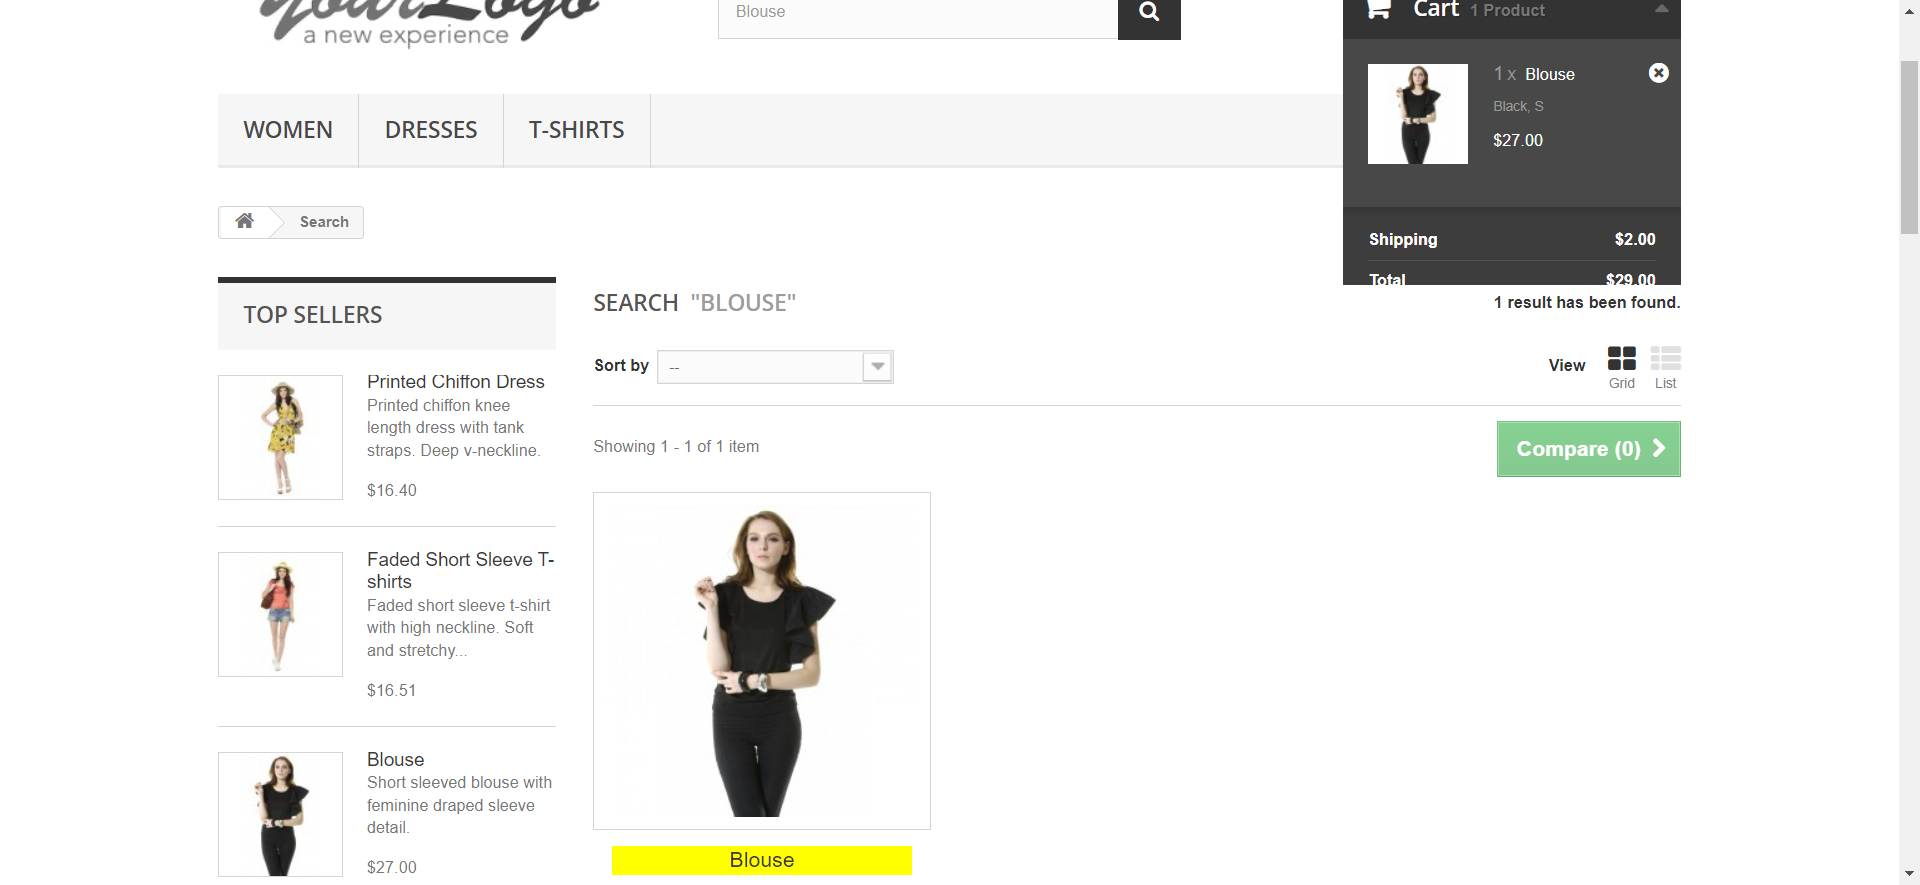 yourLogo
a new experience
Blouse
Cart 1 Product
1 x Blouse
Black, S
$27.00
Shipping $2.00
Total $29.00
WOMEN DRESSES T-SHIRTS
Search
TOP SELLERS
Printed Chiffon Dress
Printed chiffon knee
length dress with tank
straps. Deep v-neckline.
$16.40
Faded Short Sleeve T-
shirts
Faded short sleeve t-shirt
with high neckline. Soft
and stretchy...
$16.51
Blouse
Short sleeved blouse with
feminine draped sleeve
detail.
$27.00
SEARCH "BLOUSE"
1 result has been found.
Sort by --
View
Grid List
Showing 1 - 1 of 1 item
Compare (0)
Blouse